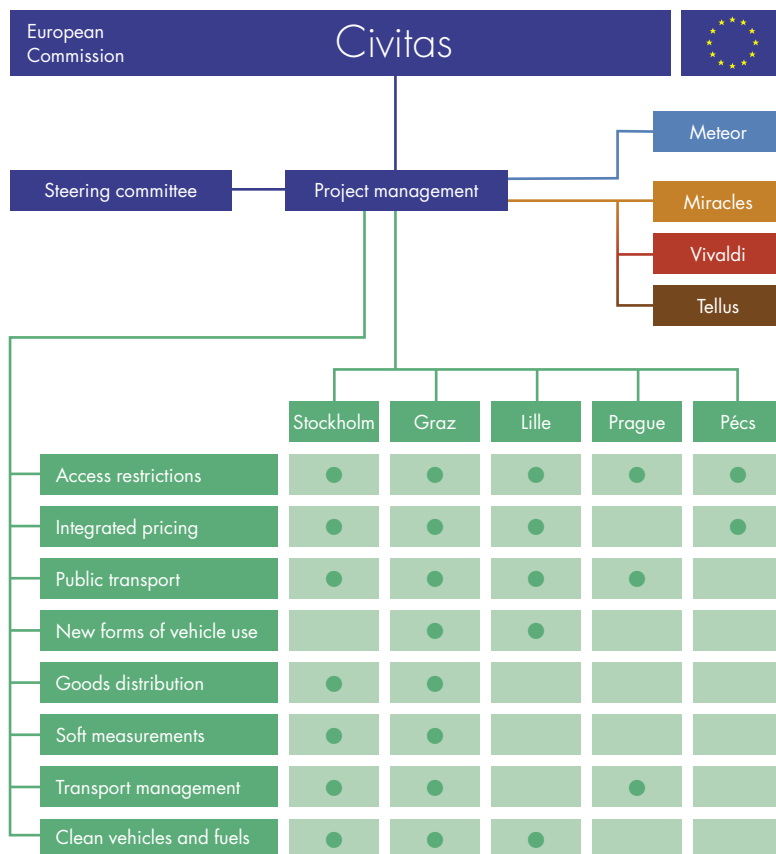 European
Commission
Civitas
Meteor
Steering committee
Project management
Miracles
Vivaldi
Tellus
Stockholm
Graz
Lille
Prague
Pécs
Access restrictions
Integrated pricing
Public transport
New forms of vehicle use
Goods distribution
Soft measurements
Transport management
Clean vehicles and fuels